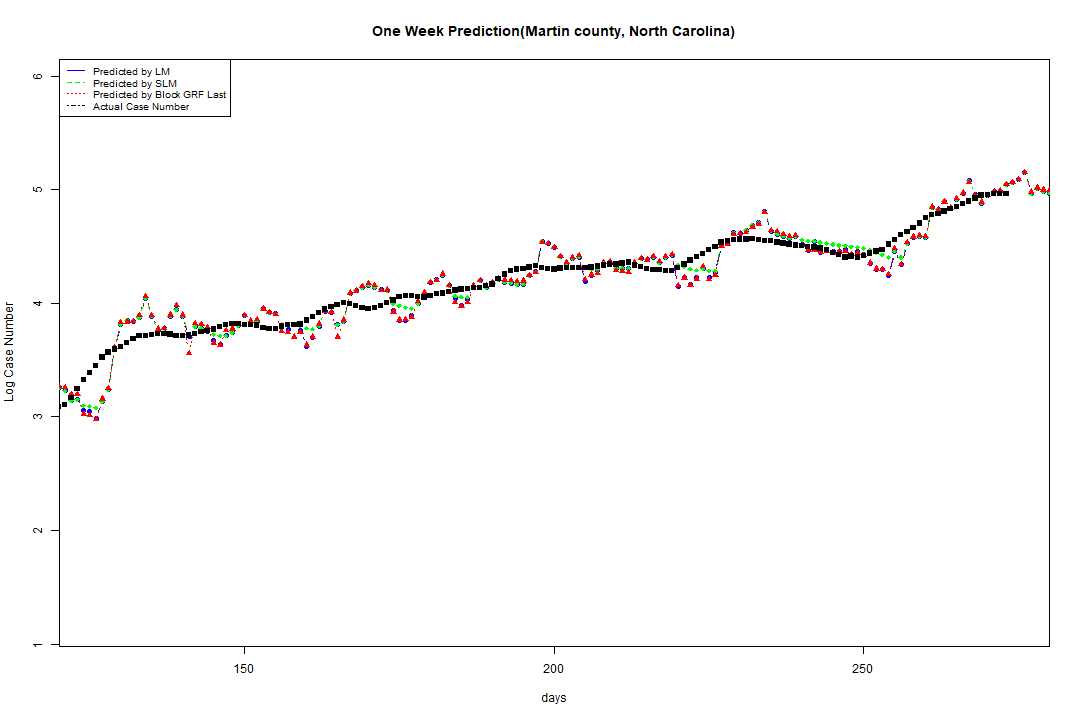 One Week Prediction(Martin county, North Carolina)
Predicted by LM
Predicted by SLM
Predicted by Block GRF Last
Actual Case Number
6
5
4
3
2
1
Log Case Number
150
200
250
days